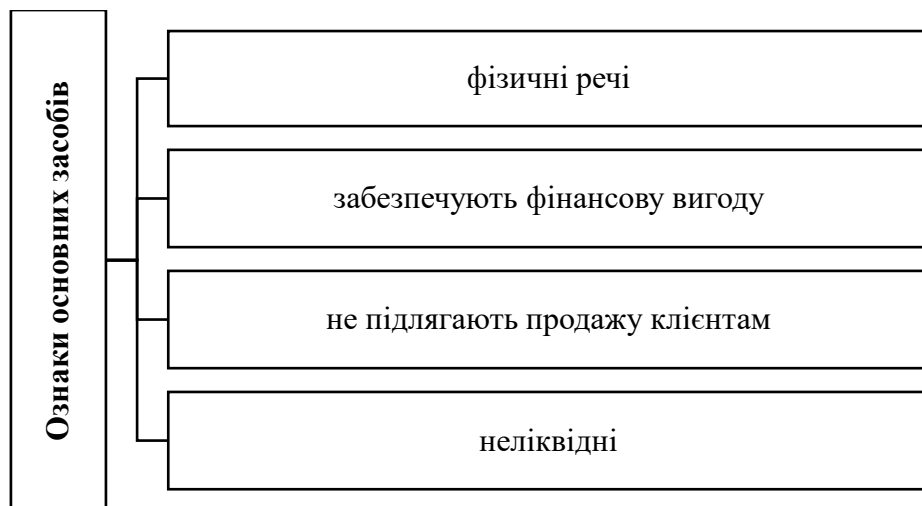 Ознаки основних засобів
фізичні речі
забезпечують фінансову вигоду
не підлягають продажу клієнтам
неліквідні